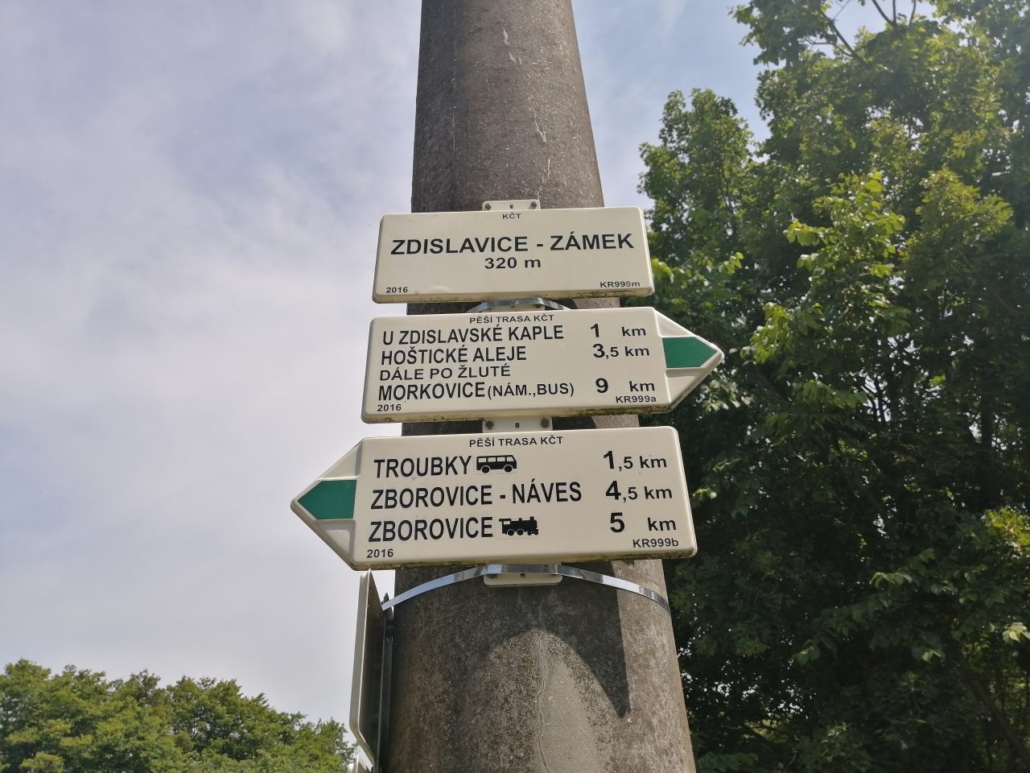 KČT
ZDISLAVICE - ZÁMEK
320 m
2016 KR999m
PĚŠÍ TRASA KČT
U ZDISLAVSKÉ KAPLE 1 km
HOŠTICKÉ ALEJE 3,5 km
DÁLE PO ŽLUTÉ
MORKOVICE (NÁM.,BUS) 9 km
2016 KR999a
PĚŠÍ TRASA KČT
TROUBKY 1,5 km
ZBOROVICE - NÁVES 4,5 km
ZBOROVICE 5 km
2016 KR999b